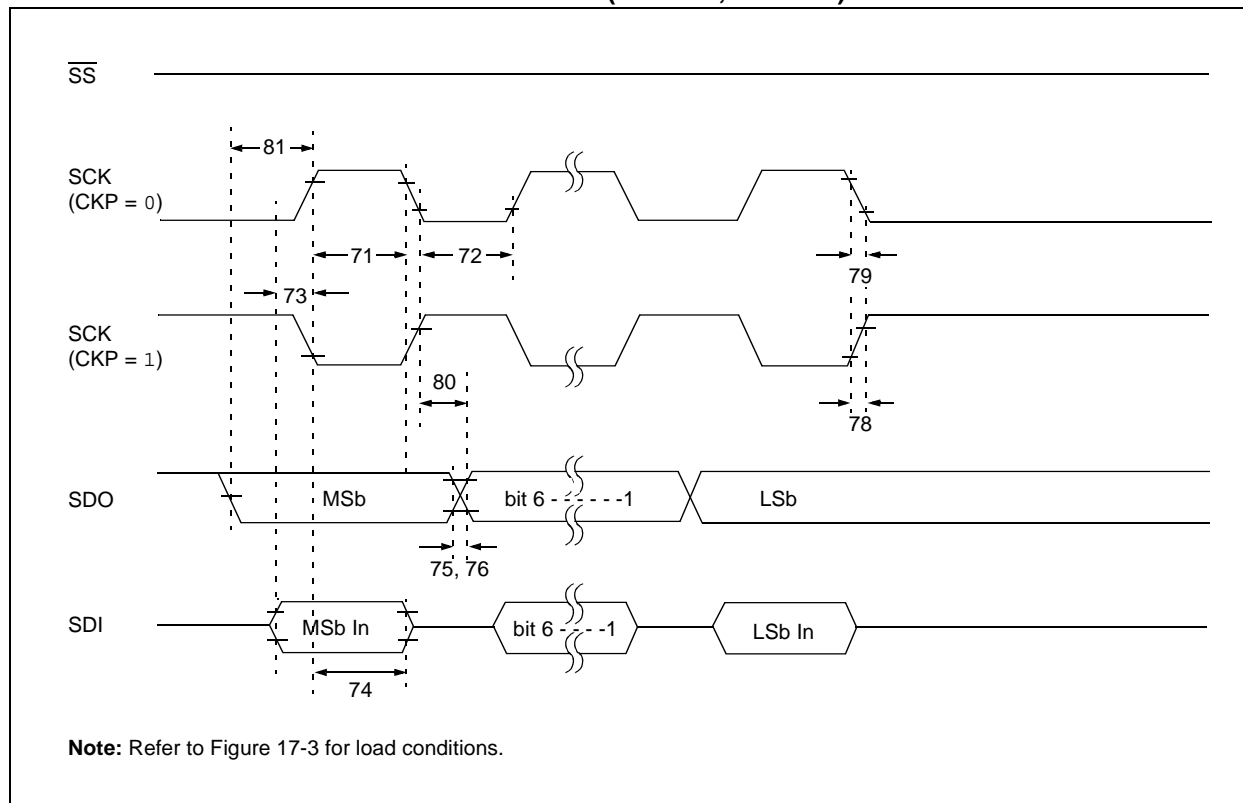 SS
81
SCK
(CKP = 0)
71
72
79
73
SCK
(CKP = 1)
80
78
SDO
MSb
bit 6 - - - - - -1
LSb
75, 76
SDI
MSb In
bit 6 - - - -1
LSb In
74
Note: Refer to Figure 17-3 for load conditions.